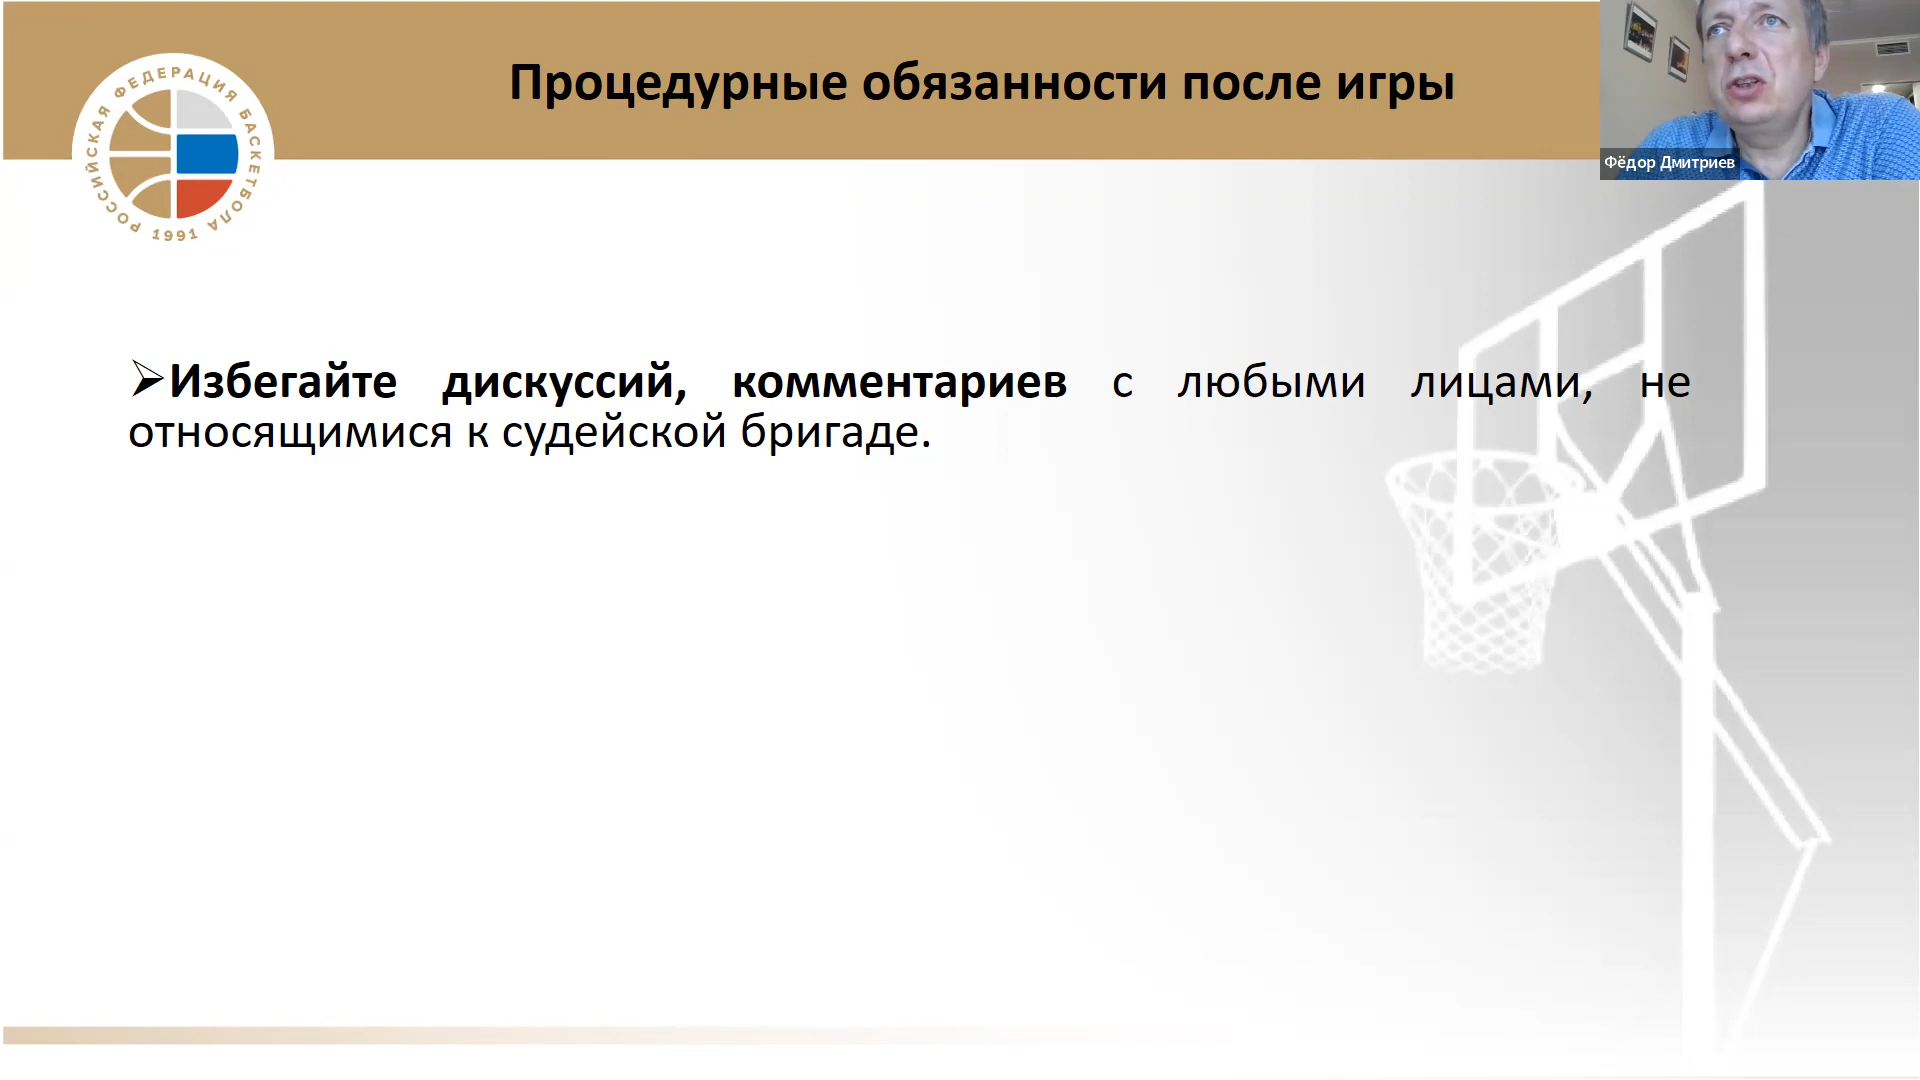 Процедурные обязанности после игры
РОССИЙСКАЯ ФЕДЕРАЦИЯ БАСКЕТБОЛА
1991
Фёдор Дмитриев
➢Избегайте дискуссий, комментариев с любыми лицами, не
относящимися к судейской бригаде.